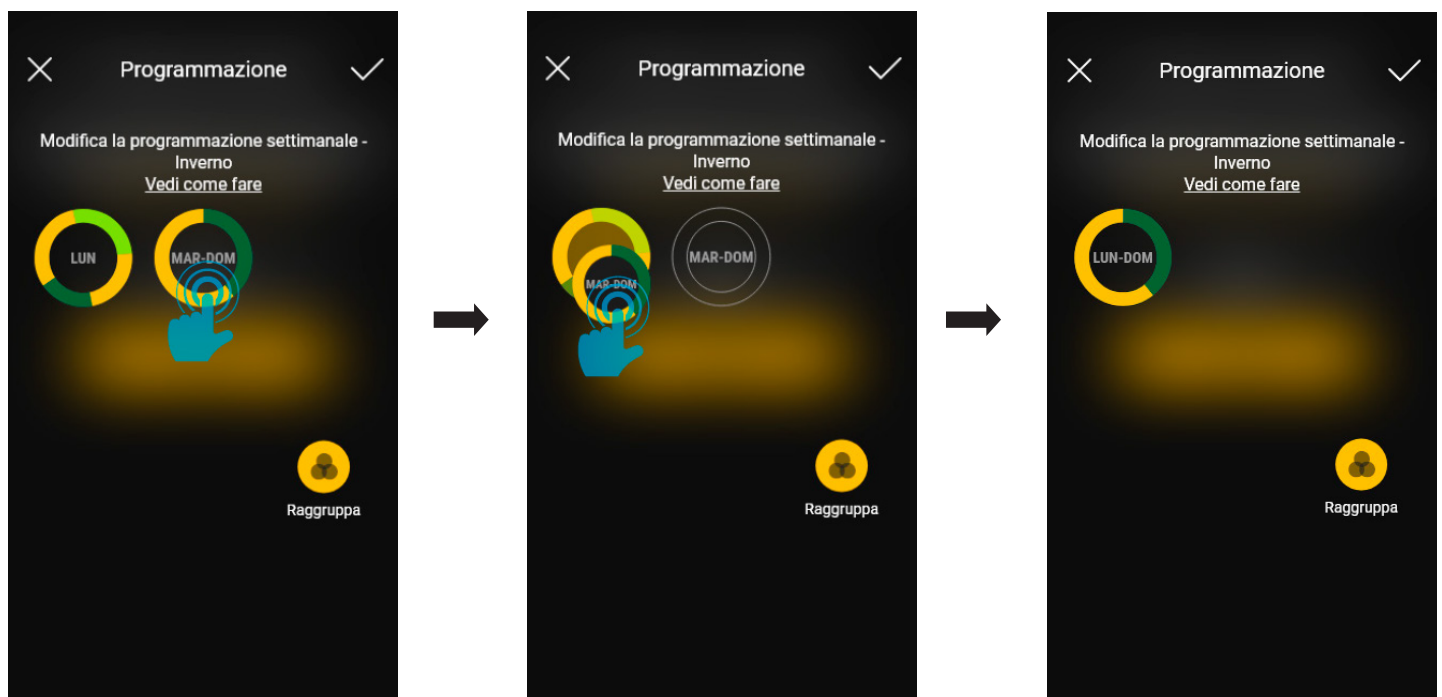 Programmazione
Modifica la programmazione settimanale -
Inverno
Vedi come fare
LUN
MAR-DOM
Raggruppa
Programmazione
Modifica la programmazione settimanale -
Inverno
Vedi come fare
MAR-DOM
MAR-DOM
Raggruppa
Programmazione
Modifica la programmazione settimanale -
Inverno
Vedi come fare
LUN-DOM
Raggruppa